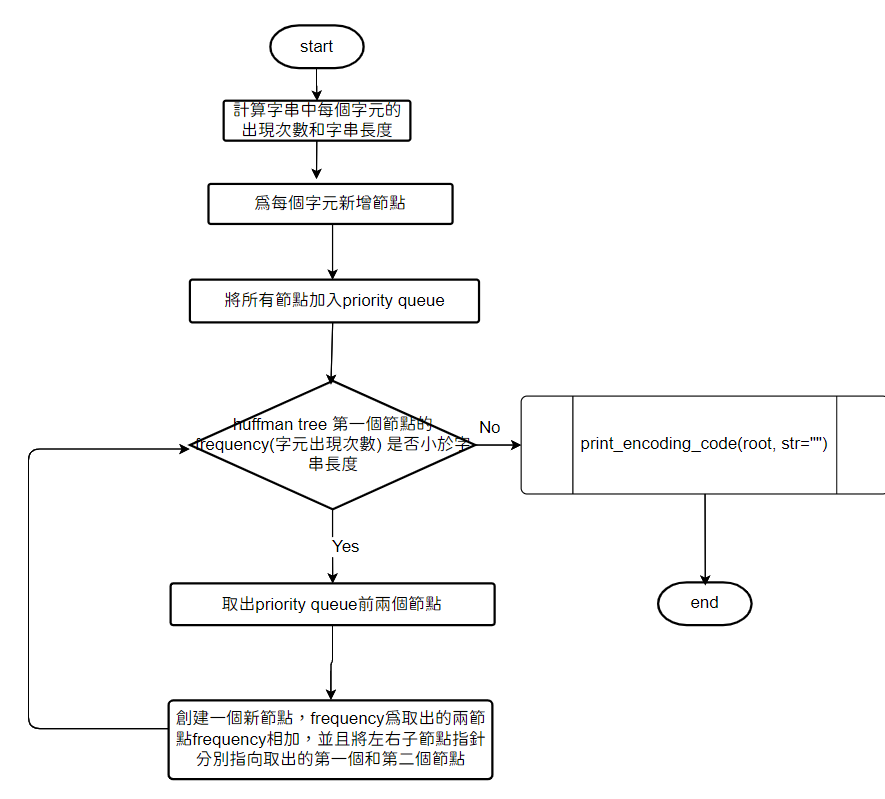 start
計算字串中每個字元的
出現次數和字串長度
為每個字元新增節點
將所有節點加入priority queue
huffman tree 第一個節點的
frequency(字元出現次數) 是否小於字
串長度
No
print_encoding_code(root, str="")
Yes
取出priority queue前兩個節點
end
創建一個新節點，frequency為取出的兩節
點frequency相加，並且將左右子節點指針
分別指向取出的第一個和第二個節點